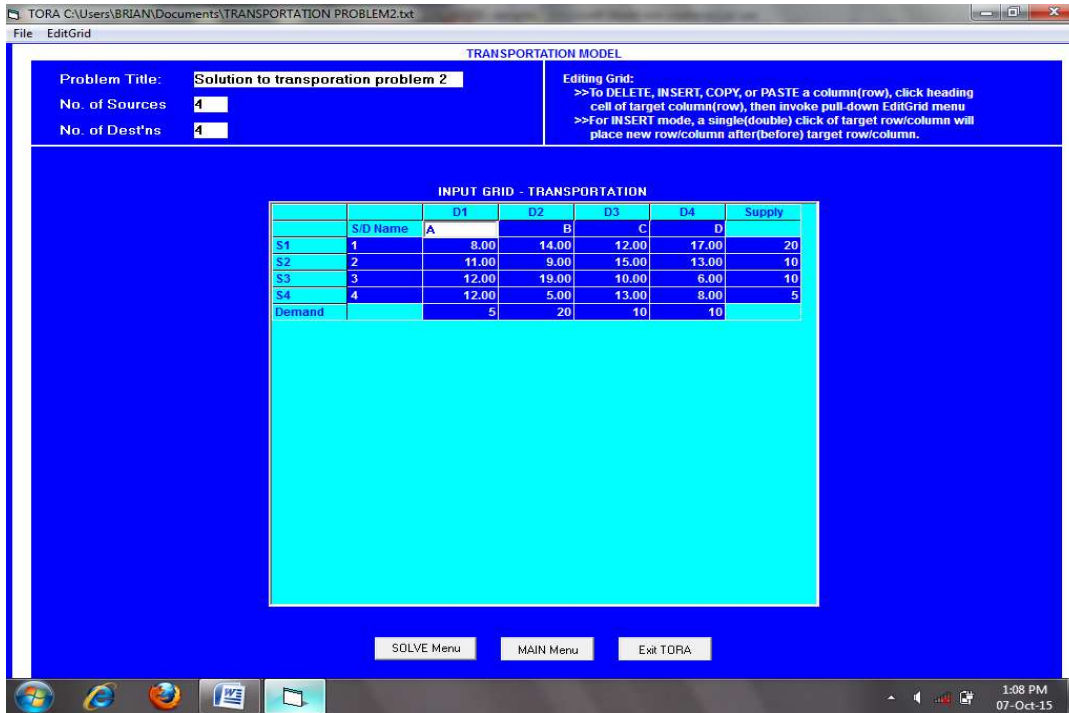 TORA C:\Users\BRIAN\Documents\TRANSPORTATION PROBLEM2.txt
File EditGrid
TRANSPORTATION MODEL
Problem Title: Solution to transporation problem 2
No. of Sources 4
No. of Dest'ns 4
Editing Grid:
>>To DELETE, INSERT, COPY, or PASTE a column(row), click heading
cell of target column(row), then invoke pull-down EditGrid menu
>>For INSERT mode, a single(double) click of target row/column will
place new row/column after(before) target row/column.
INPUT GRID - TRANSPORTATION
D1 D2 D3 D4 Supply
S/D Name A B C D
S1 1 8.00 14.00 12.00 17.00 20
S2 2 11.00 9.00 15.00 13.00 10
S3 3 12.00 19.00 10.00 6.00 10
S4 4 12.00 5.00 13.00 8.00 5
Demand 5 20 10 10
SOLVE Menu MAIN Menu Exit TORA
1:08 PM
07-Oct-15